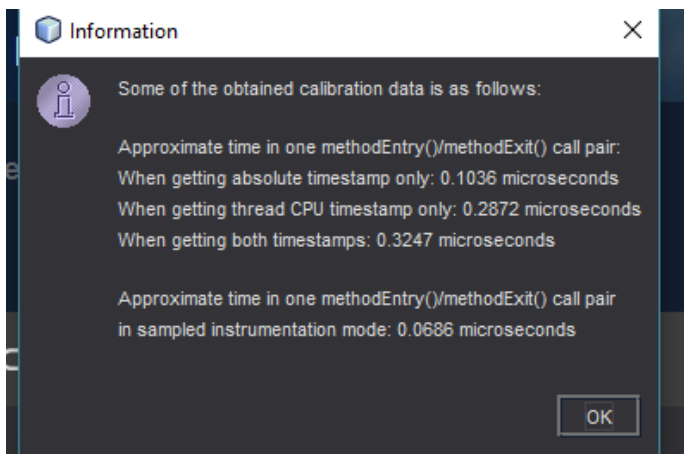 Information
Some of the obtained calibration data is as follows:
Approximate time in one methodEntry()/methodExit() call pair:
When getting absolute timestamp only: 0.1036 microseconds
When getting thread CPU timestamp only: 0.2872 microseconds
When getting both timestamps: 0.3247 microseconds
Approximate time in one methodEntry()/methodExit() call pair
in sampled instrumentation mode: 0.0686 microseconds
OK